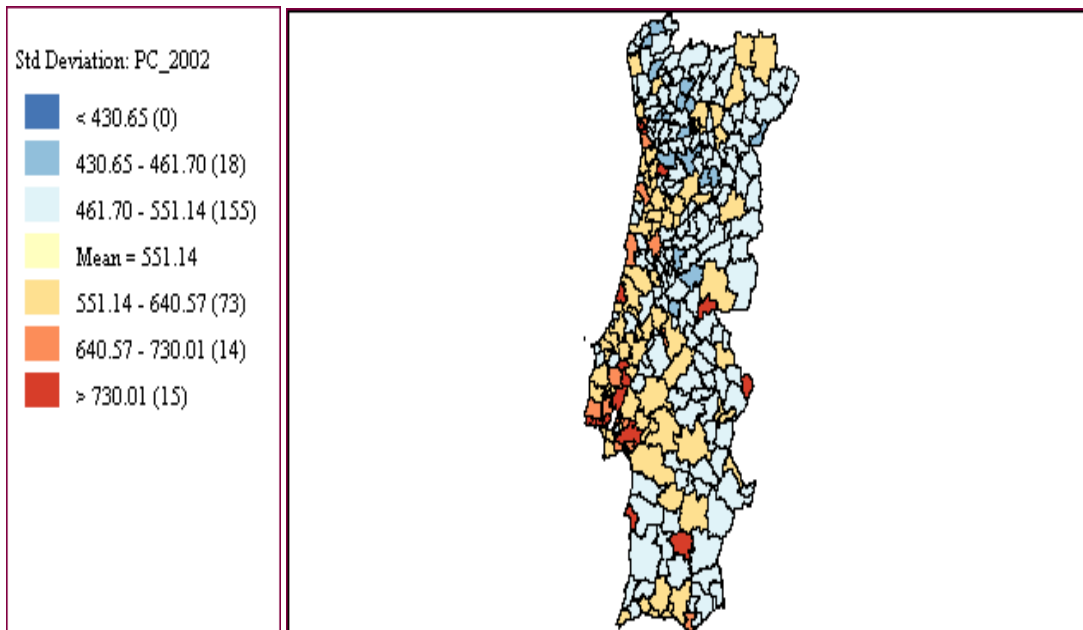 Std Deviation: PC_2002
< 430.65 (0)
430.65 - 461.70 (18)
461.70 - 551.14 (155)
Mean = 551.14
551.14 - 640.57 (73)
640.57 - 730.01 (14)
> 730.01 (15)